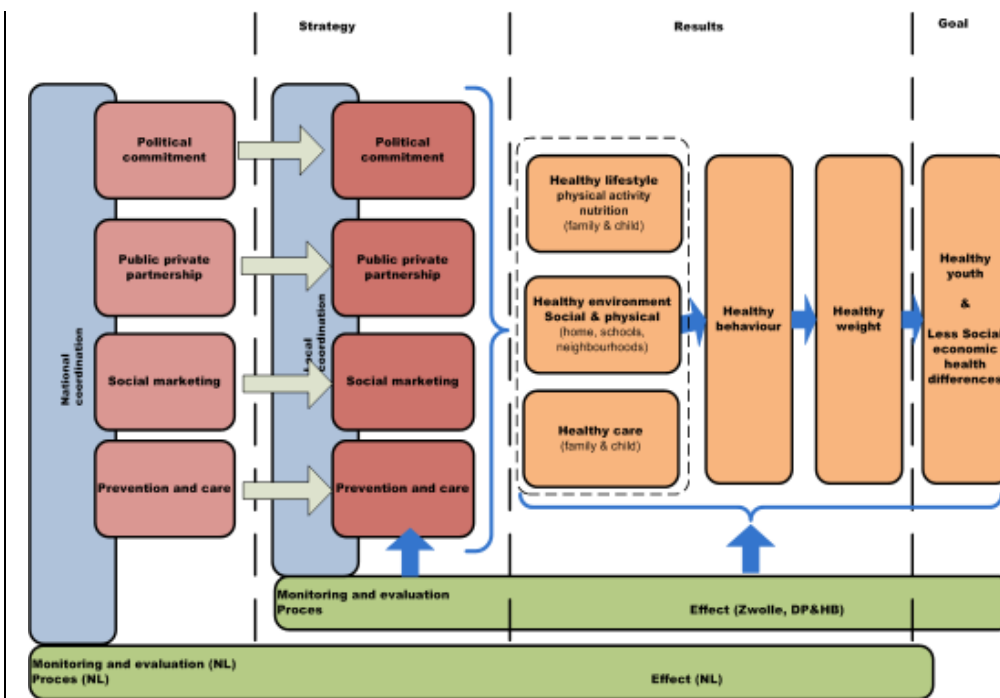 Strategy
Results
Goal
National
coordination
Political
commitment
Public private
partnership
Social marketing
Prevention and care
Local
coordination
Political
commitment
Public private
partnership
Social marketing
Prevention and care
Healthy lifestyle
physical activity
nutrition
(family & child)
Healthy environment
Social & physical
(home, schools,
neighbourhoods)
Healthy care
(family & child)
Healthy
behaviour
Healthy
weight
Healthy
youth
&
Less Social
economic
health
differences
Monitoring and evaluation
Proces
Effect (Zwolle, DP&HB)
Monitoring and evaluation (NL)
Proces (NL)
Effect (NL)